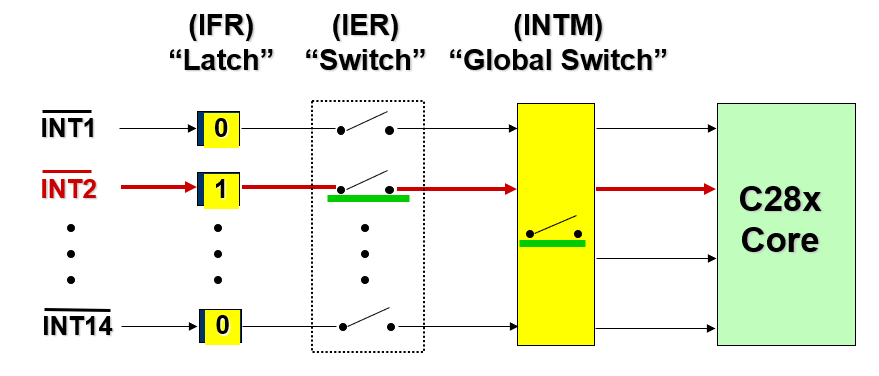 (IFR) (IER) (INTM)
“Latch” “Switch” “Global Switch”
INT1 0
INT2 1
C28x
Core
INT14 0